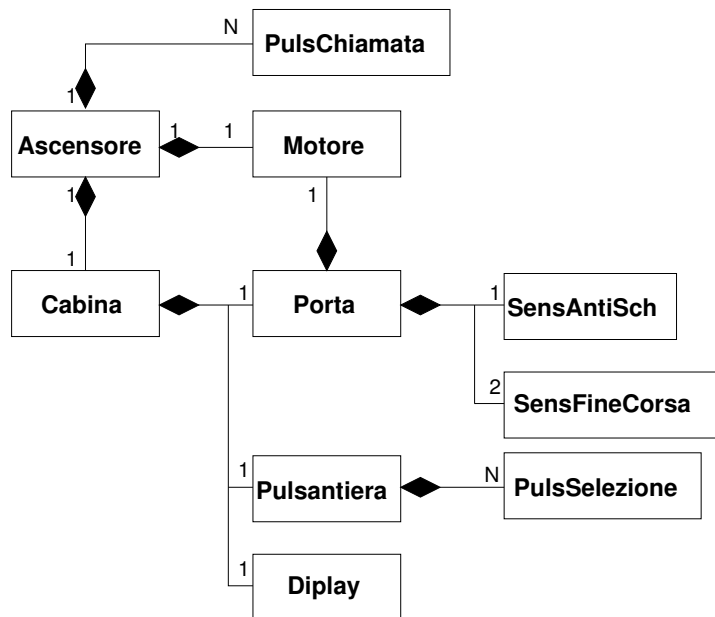 N
PulsChiamata
1
Ascensore
1
1
Motore
1
1
1
Cabina
1
Porta
1
SensAntiSch
2
SensFineCorsa
1
Pulsantiera
N
PulsSelezione
1
Diplay